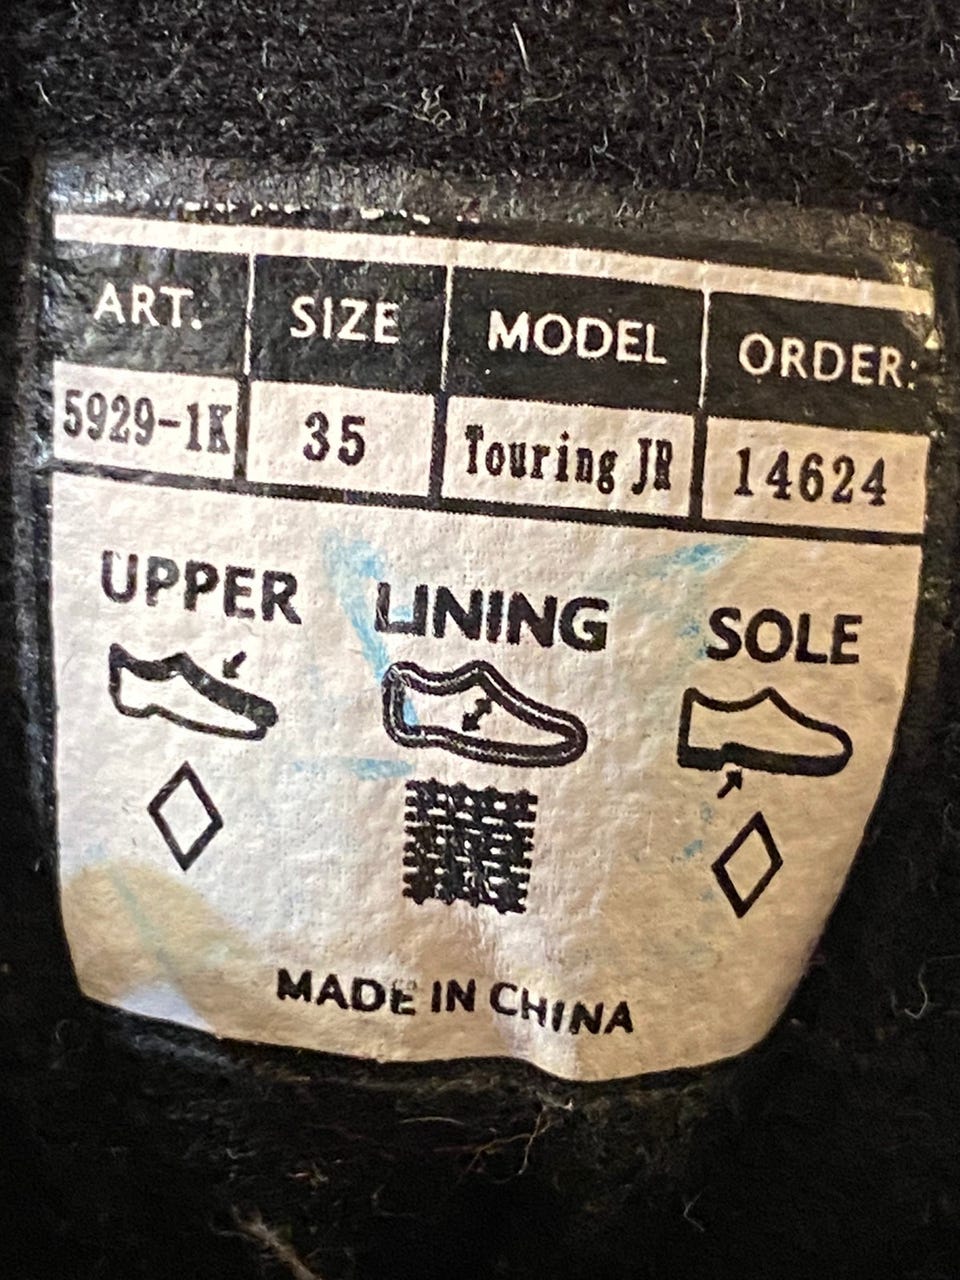 ART. SIZE MODEL ORDER:
5929-1K 35 Touring JR 14624
UPPER LINING SOLE
MADE IN CHINA